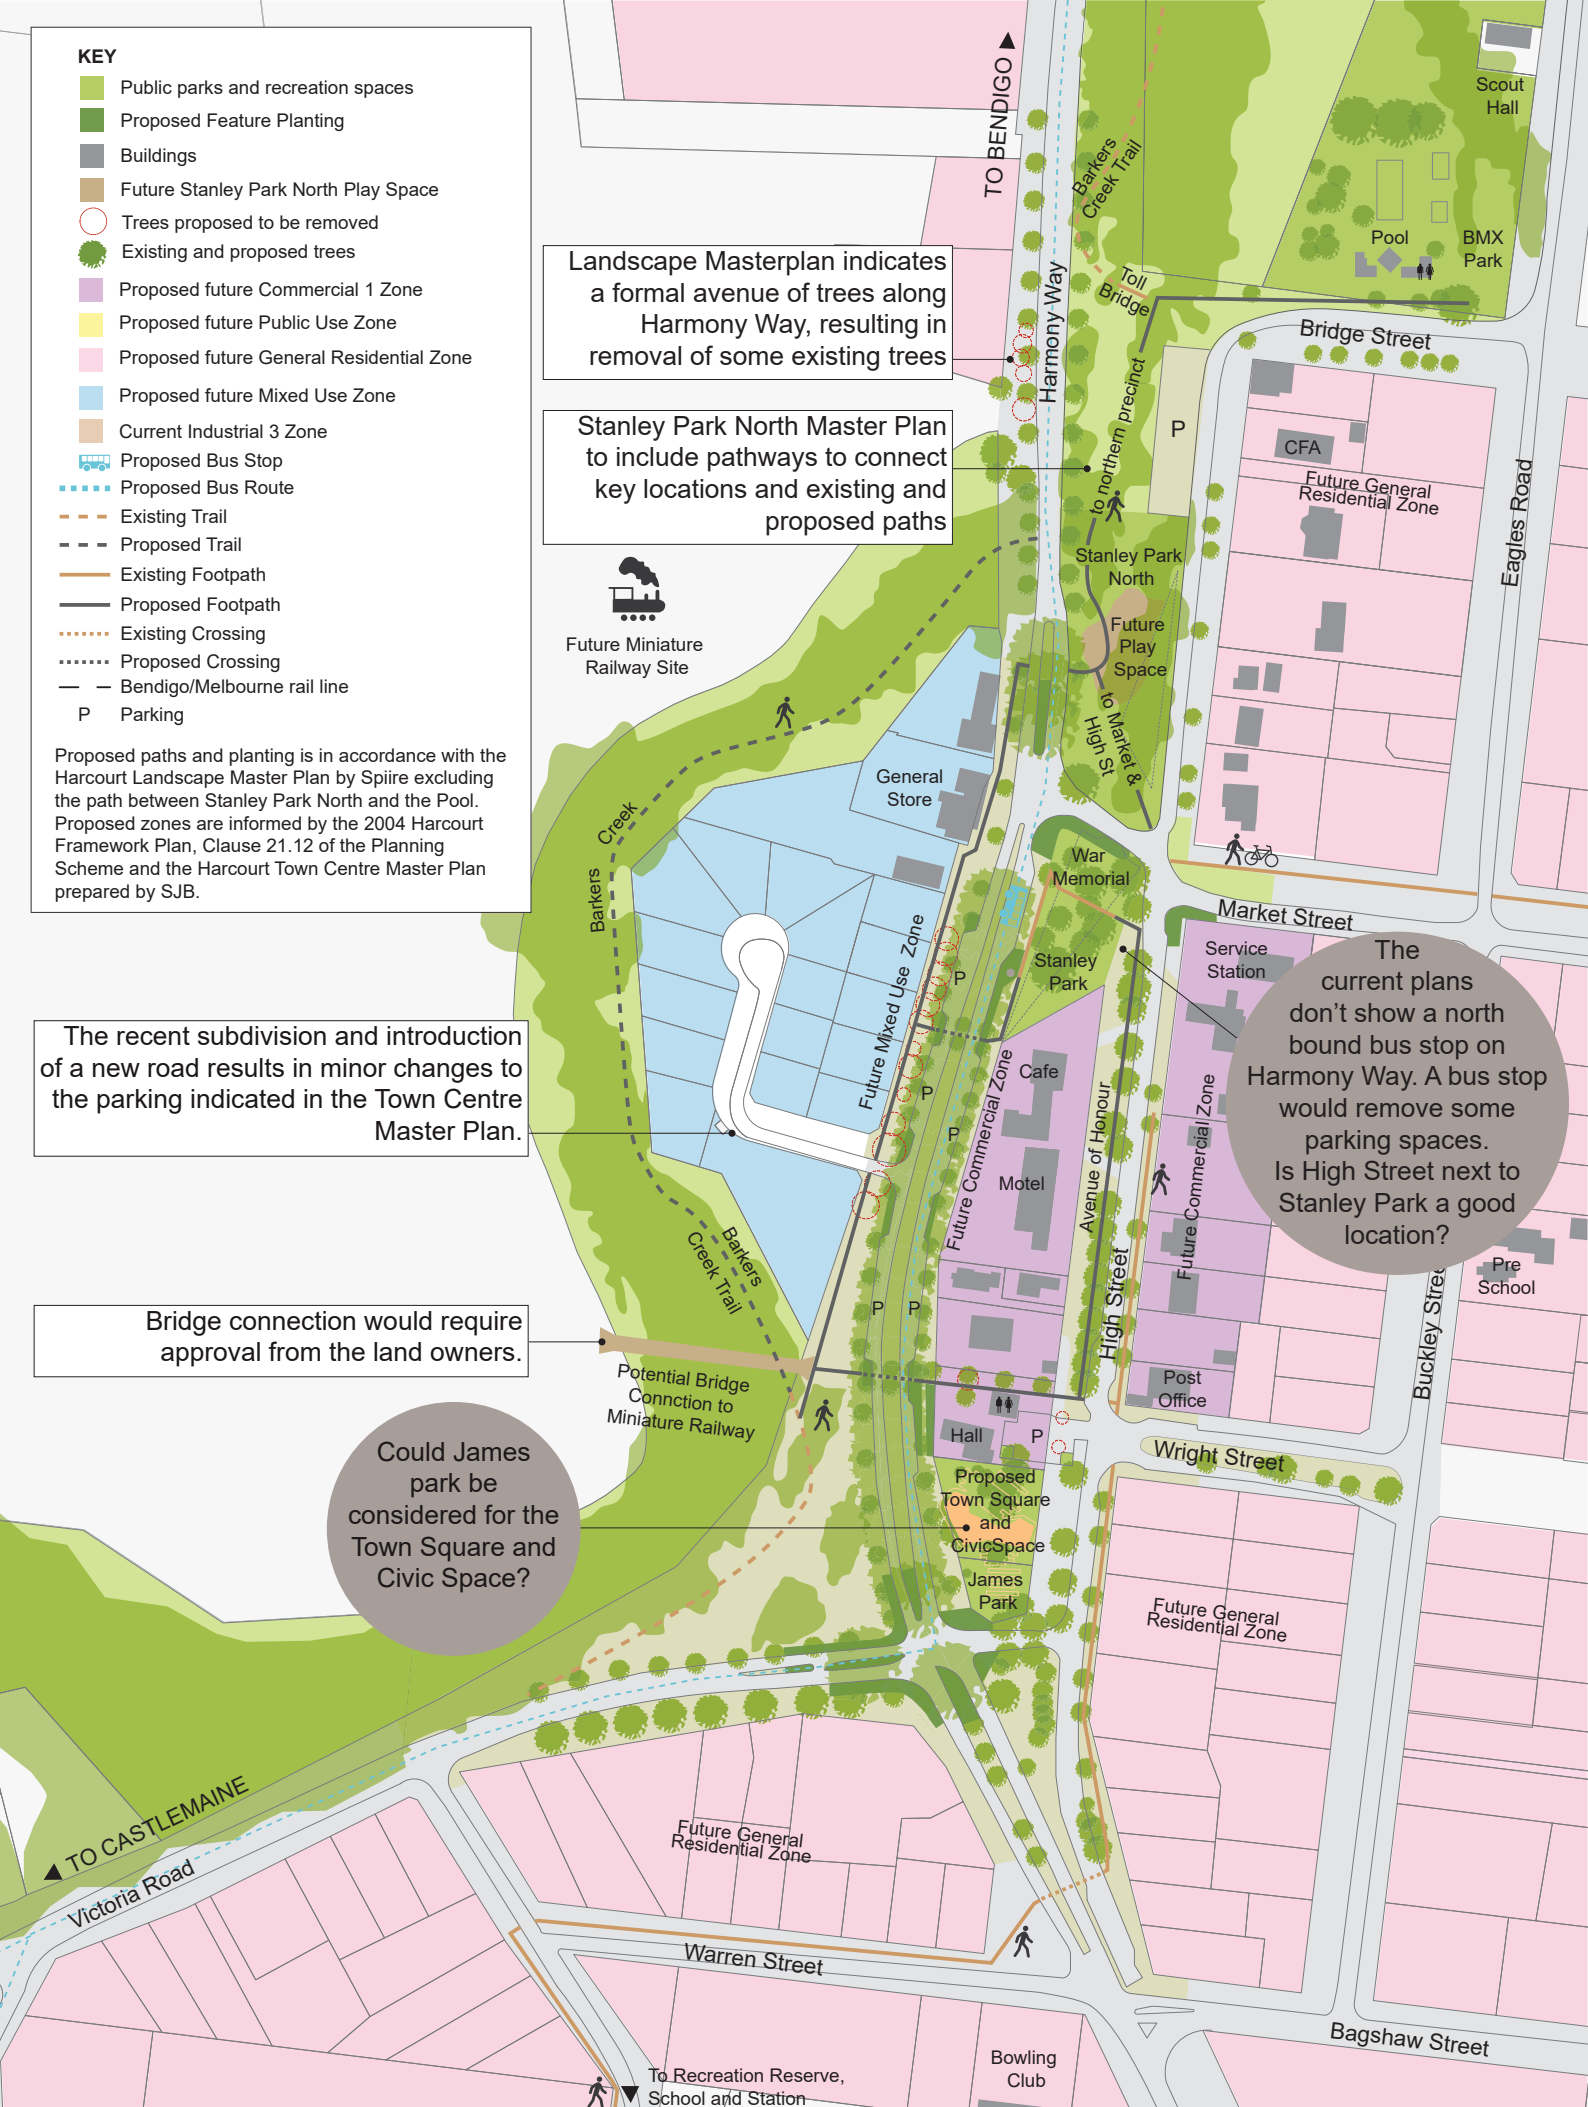 KEY
Public parks and recreation spaces
Proposed Feature Planting
Buildings
Future Stanley Park North Play Space
Trees proposed to be removed
Existing and proposed trees
Proposed future Commercial 1 Zone
Proposed future Public Use Zone
Proposed future General Residential Zone
Proposed future Mixed Use Zone
Current Industrial 3 Zone
Proposed Bus Stop
Proposed Bus Route
Existing Trail
Proposed Trail
Existing Footpath
Proposed Footpath
Existing Crossing
Proposed Crossing
Bendigo/Melbourne rail line
P Parking
Proposed paths and planting is in accordance with the
Harcourt Landscape Master Plan by Spiire excluding
the path between Stanley Park North and the Pool.
Proposed zones are informed by the 2004 Harcourt
Framework Plan, Clause 21.12 of the Planning
Scheme and the Harcourt Town Centre Master Plan
prepared by SJB.
TO BENDIGO
Barkers
Creek Trail
Scout
Hall
Pool
BMX
Park
Toll
Bridge
Bridge Street
Landscape Masterplan indicates
a formal avenue of trees along
Harmony Way, resulting in
removal of some existing trees
Harmony Way
Stanley Park North Master Plan
to include pathways to connect
key locations and existing and
proposed paths
to northern precinct
P
CFA
Future General
Residential Zone
Eagles Road
Future Miniature
Railway Site
Stanley Park
North
Future
Play
Space
to Market &
High St
General
Store
War
Memorial
Market Street
Barkers
Creek
Future Mixed Use Zone
P
Stanley
Park
Service
Station
The
current plans
don't show a north
bound bus stop on
Harmony Way. A bus stop
would remove some
parking spaces.
Is High Street next to
Stanley Park a good
location?
The recent subdivision and introduction
of a new road results in minor changes to
the parking indicated in the Town Centre
Master Plan.
P
P
Future Commercial Zone
Cafe
Motel
Avenue of Honour
Future Commercial Zone
High Street
Pre
School
Buckley Stree
Barkers
Creek Trail
P
P
Bridge connection would require
approval from the land owners.
Potential Bridge
Connction to
Miniature Railway
Post
Office
Hall
P
Wright Street
Could James
park be
considered for the
Town Square and
Civic Space?
Proposed
Town Square
and
CivicSpace
James
Park
Future General
Residential Zone
TO CASTLEMAINE
Victoria Road
Future General
Residential Zone
Warren Street
Bagshaw Street
Bowling
Club
To Recreation Reserve,
School and Station